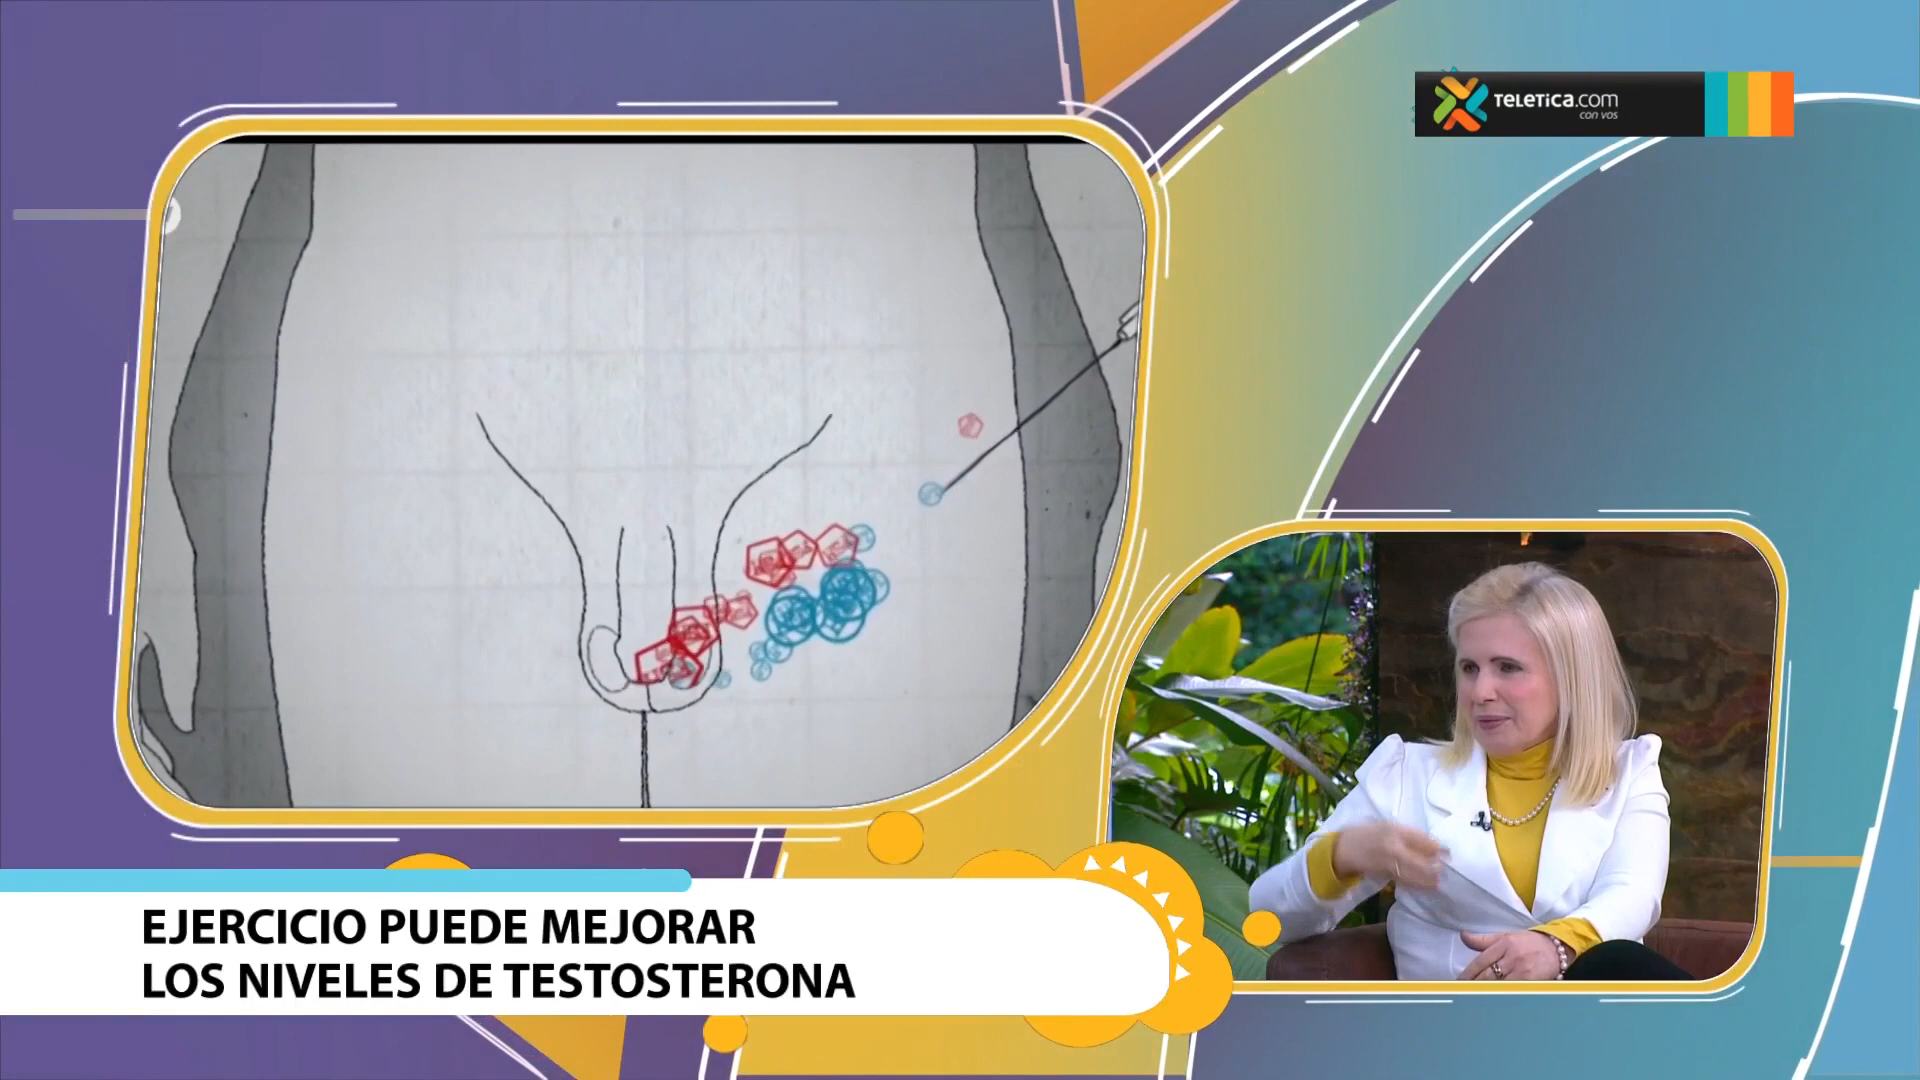 TELETICA.COM
con vos
EJERCICIO PUEDE MEJORAR
LOS NIVELES DE TESTOSTERONA